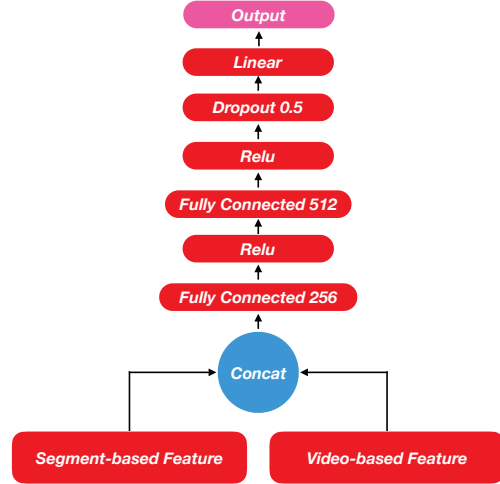 Output
Linear
Dropout 0.5
Relu
Fully Connected 512
Relu
Fully Connected 256
Concat
Segment-based Feature
Video-based Feature